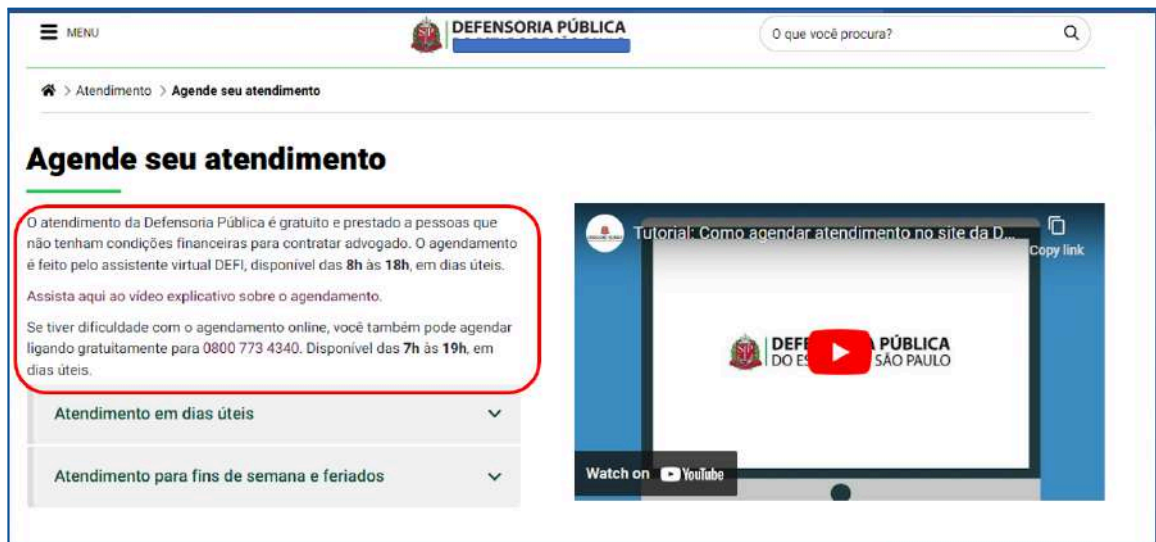 MENU
DEFENSORIA PÚBLICA
O que você procura?
> Atendimento > Agende seu atendimento
Agende seu atendimento
O atendimento da Defensoria Pública é gratuito e prestado a pessoas que
não tenham condições financeiras para contratar advogado. O agendamento
é feito pelo assistente virtual DEFI, disponível das 8h às 18h, em dias úteis.
Assista aqui ao vídeo explicativo sobre o agendamento.
Se tiver dificuldade com o agendamento online, você também pode agendar
ligando gratuitamente para 0800 773 4340. Disponível das 7h às 19h, em
dias úteis.
Atendimento em dias úteis
Atendimento para fins de semana e feriados
Tutorial: Como agendar atendimento no site da D...
Copy link
PÚBLICA
SÃO PAULO
Watch on YouTube